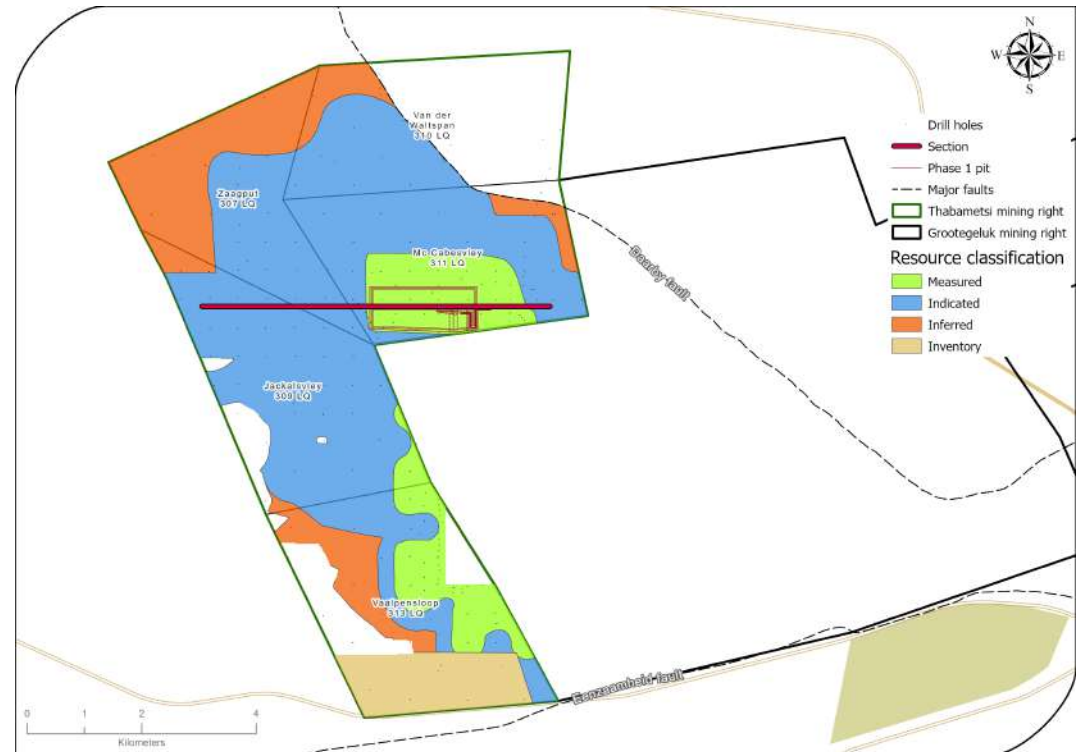 N
W E
S
Drill holes
Section
Phase 1 pit
Major faults
Thabametsi mining right
Grootegeluk mining right
Resource classification
Measured
Indicated
Inferred
Inventory
Van der
Waltspan
310 LQ
Zaagput
307 LQ
Mc Cabesvley
311 LQ
Daarby fault
Jackalsvley
309 LQ
Vaalpensloop
313 LQ
Eenzaamheid fault
0 1 2 4
Kilometers